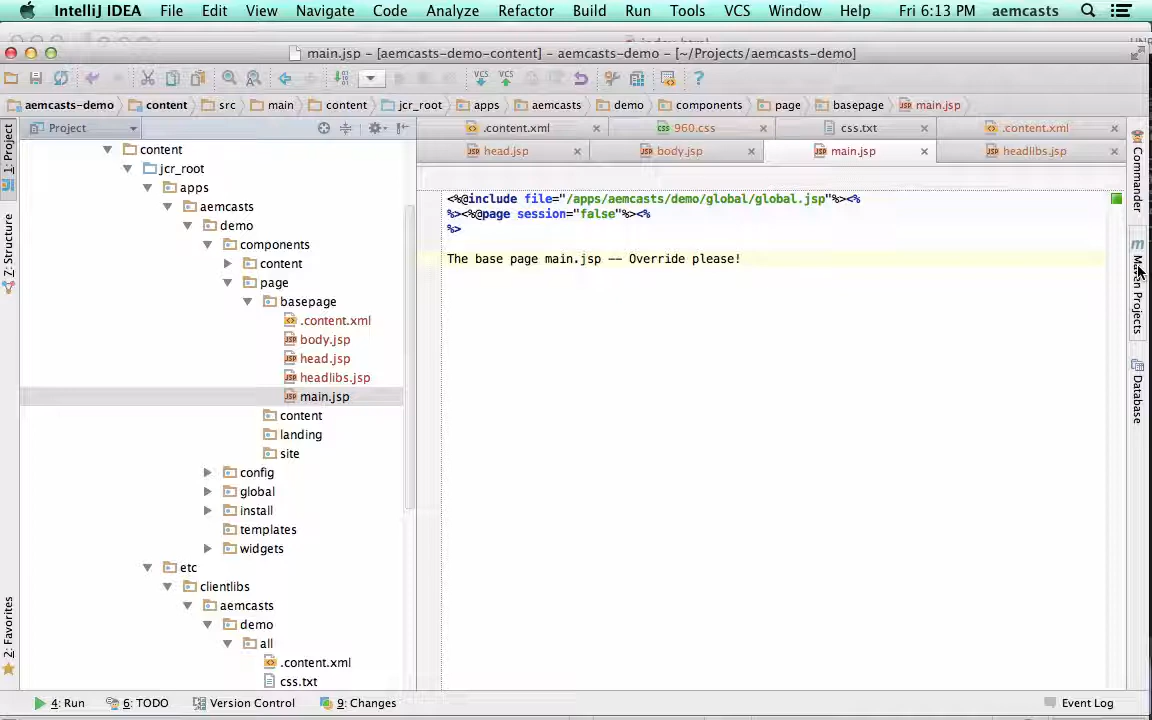 IntelliJ IDEA File Edit View Navigate Code Analyze Refactor Build Run Tools VCS Window Help Fri 6:13 PM aemcasts
main.jsp – [aemcasts-demo-content] – aemcasts-demo – [~/Projects/aemcasts-demo]
VCS VCS ?
aemcasts-demo content src main content jcr_root apps aemcasts demo components page basepage main.jsp
Project
.content.xml 960.css css.txt .content.xml
head.jsp body.jsp main.jsp headlibs.jsp
1: Project
Z: Structure
2: Favorites
content
jcr_root
apps
aemcasts
demo
components
content
page
basepage
.content.xml
body.jsp
head.jsp
headlibs.jsp
main.jsp
content
landing
site
config
global
install
templates
widgets
etc
clientlibs
aemcasts
demo
all
.content.xml
css.txt
<%@include file="/apps/aemcasts/demo/global/global.jsp"%><%
%><%@page session="false"%><%
%>
The base page main.jsp -- Override please!
Commander
Maven Projects
Database
4: Run 6: TODO Version Control 9: Changes Event Log